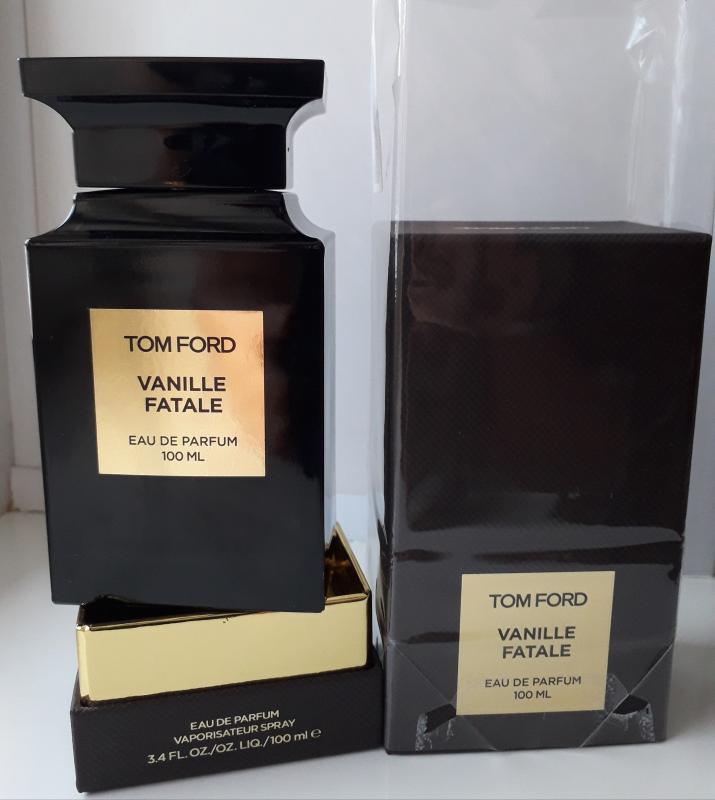 TOM FORD
VANILLE
FATALE
EAU DE PARFUM
100 ML
EAU DE PARFUM
VAPORISATEUR SPRAY
3.4 FL. OZ./OZ. LIQ./100 ml ℮
TOM FORD
VANILLE
FATALE
EAU DE PARFUM
100 ML